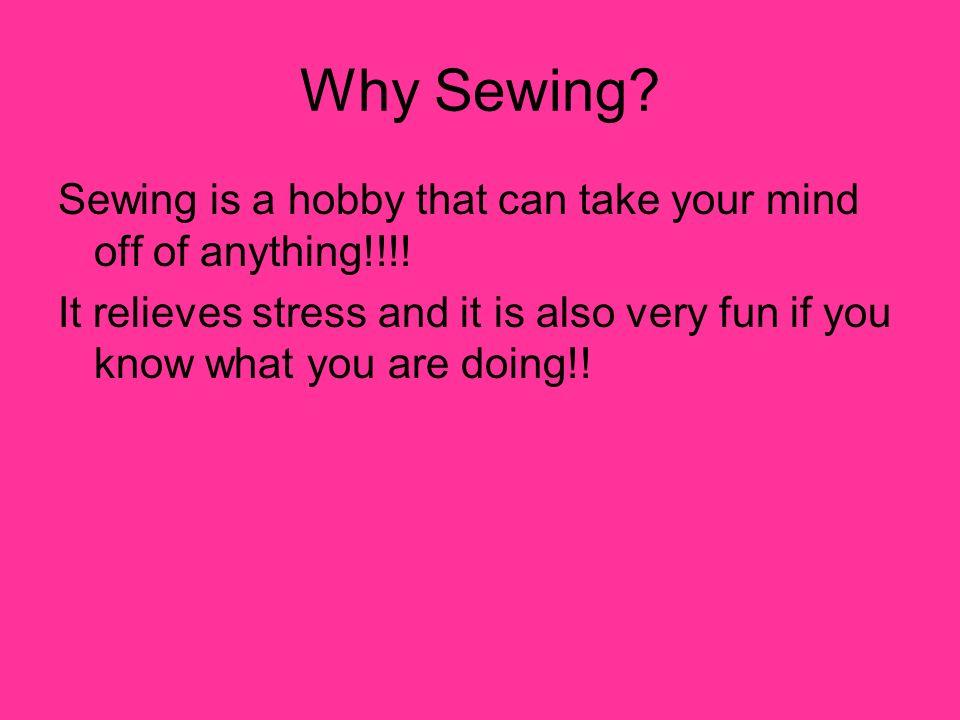 Why Sewing?
Sewing is a hobby that can take your mind
off of anything!!!!
It relieves stress and it is also very fun if you
know what you are doing!!